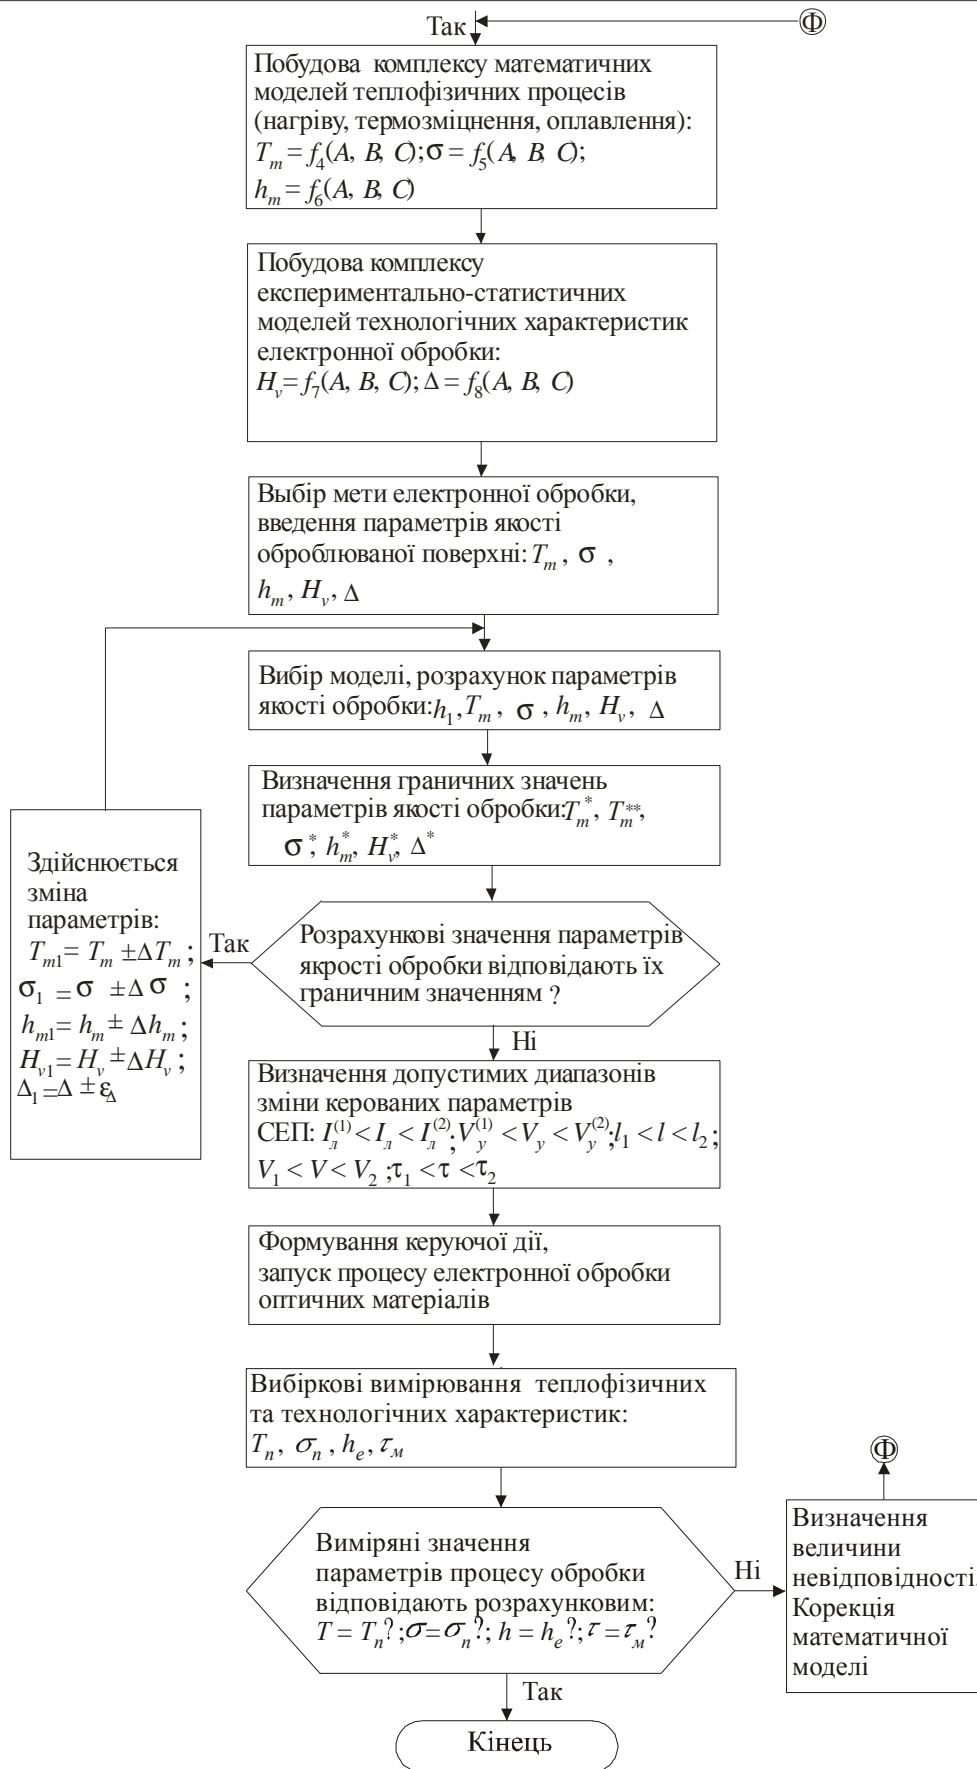 Так
Ф
Побудова комплексу математичних
моделей теплофізичних процесів
(нагріву, термозміцнення, оплавлення):
T_m = f_4(A, B, C); σ = f_5(A, B, C);
h_m = f_6(A, B, C)
Побудова комплексу
експериментально-статистичних
моделей технологічних характеристик
електронної обробки:
H_v = f_7(A, B, C); Δ = f_8(A, B, C)
Выбір мети електронної обробки,
введення параметрів якості
оброблюваної поверхні: T_m, σ ,
h_m, H_v, Δ
Вибір моделі, розрахунок параметрів
якості обробки: h_1, T_m, σ , h_m, H_v, Δ
Визначення граничних значень
параметрів якості обробки: T_m^*, T_m^**,
σ^*, h_m^*, H_v^*, Δ^*
Здійснюється
зміна
параметрів:
T_m1 = T_m ± ΔT_m ;
σ_1 = σ ± Δσ ;
h_m1 = h_m ± Δh_m ;
H_v1 = H_v ± ΔH_v ;
Δ_1 = Δ ± ε_Δ
Так
Розрахункові значення параметрів
якрості обробки відповідають їх
граничним значенням ?
Ні
Визначення допустимих диапазонів
зміни керованих параметрів
СЕП: I_л^(1) < I_л < I_л^(2); V_y^(1) < V_y < V_y^(2); l_1 < l < l_2 ;
V_1 < V < V_2 ; τ_1 < τ < τ_2
Формування керуючої дії,
запуск процесу електронної обробки
оптичних матеріалів
Вибіркові вимірювання теплофізичних
та технологічних характеристик:
T_n, σ_n , h_e, τ_м
Виміряні значення
параметрів процесу обробки
відповідають розрахунковим:
T = T_n? ; σ = σ_n? ; h = h_e? ; τ = τ_м?
Ні
Ф
Визначення
величини
невідповідності.
Корекція
математичної
моделі
Так
Кінець